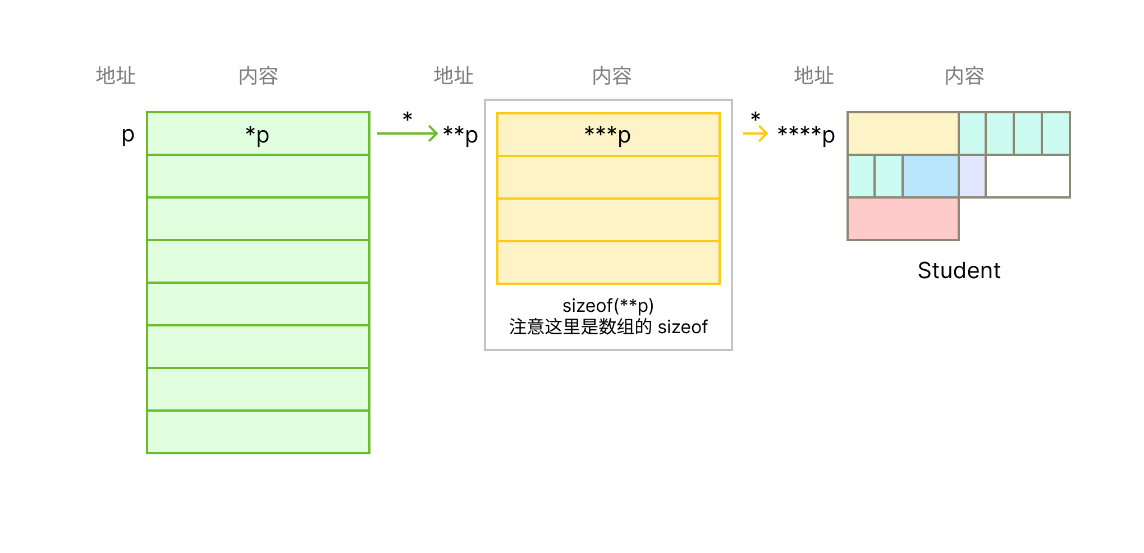 地址 内容 地址 内容 地址 内容
p *p * **p ***p * ****p
Student
sizeof(**p)
注意这里是数组的 sizeof